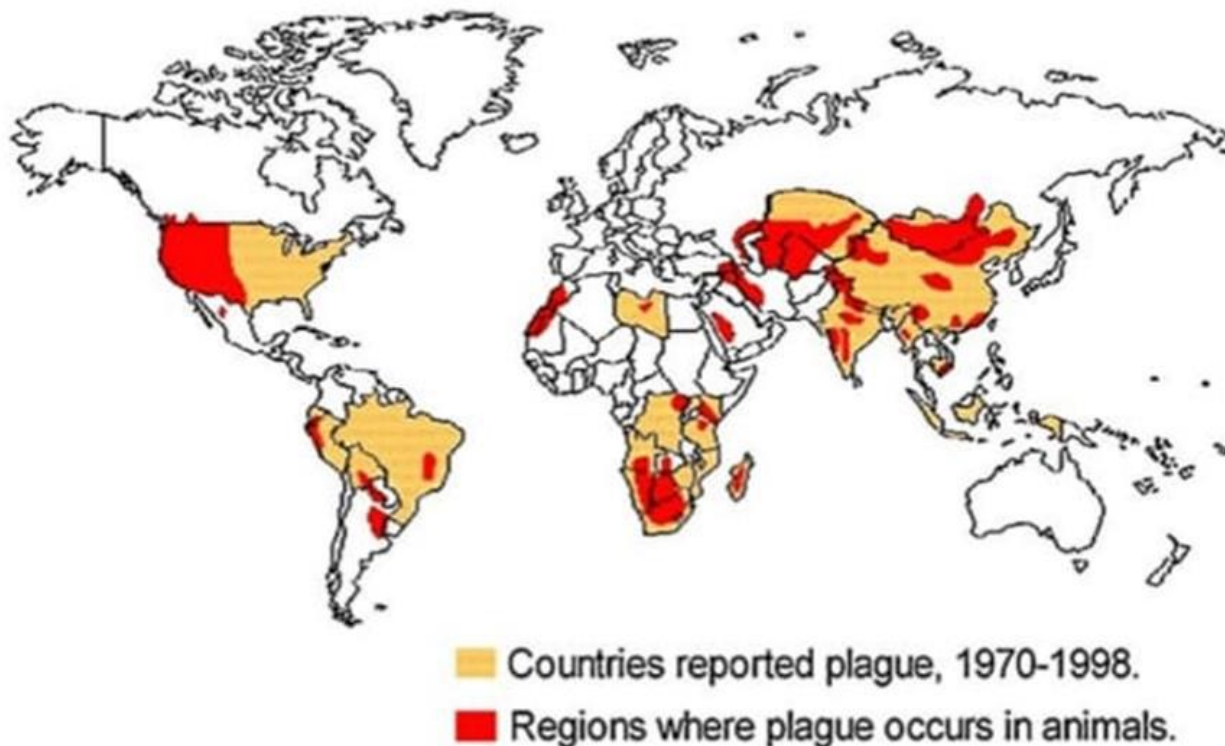 Countries reported plague, 1970-1998.
Regions where plague occurs in animals.